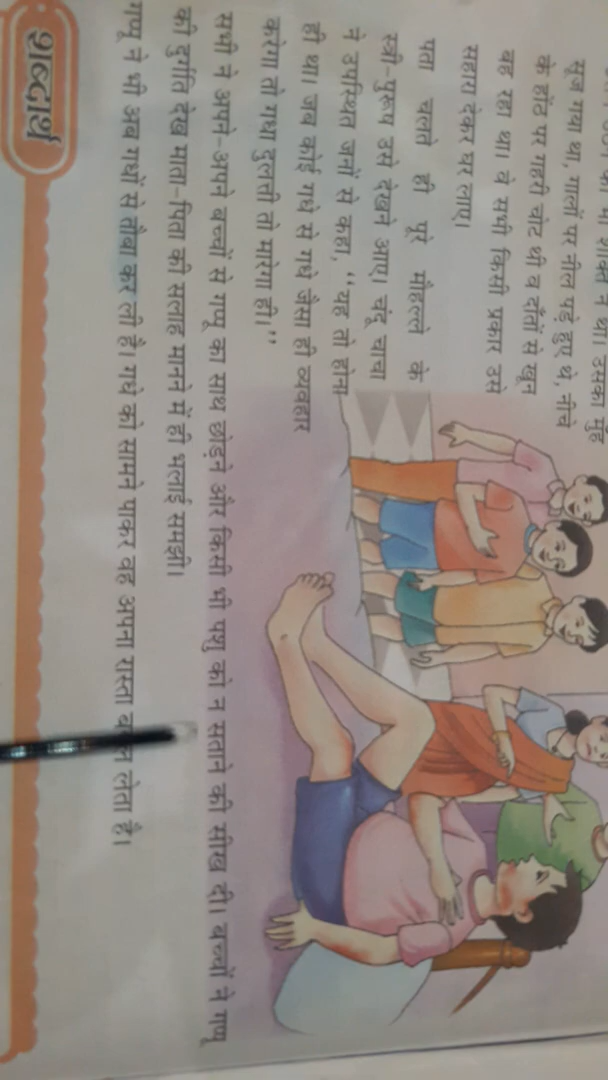 की भी शक्ति न थी। उसका मुँह
सूज गया था, गालों पर नील पड़े हुए थे, नीचे
के होंठ पर गहरी चोट थी व दाँतों से खून
बह रहा था। वे सभी किसी प्रकार उसे
सहारा देकर घर लाए।
पता चलते ही पूरे मौहल्ले के
स्त्री-पुरुष उसे देखने आए। चंदू चाचा
ने उपस्थित जनों से कहा, “यह तो होना
ही था। जब कोई गधे से गधे जैसा ही व्यवहार
करेगा तो गधा दुलत्ती तो मारेगा ही।”
सभी ने अपने-अपने बच्चों से गप्पू का साथ छोड़ने और किसी भी पशु को न सताने की सीख दी। बच्चों ने गप्पू
की दुर्गति देख माता-पिता की सलाह मानने में ही भलाई समझी।
गप्पू ने भी अब गधों से तौबा कर ली है। गधे को सामने पाकर वह अपना रास्ता लेता है।
शब्दार्थ